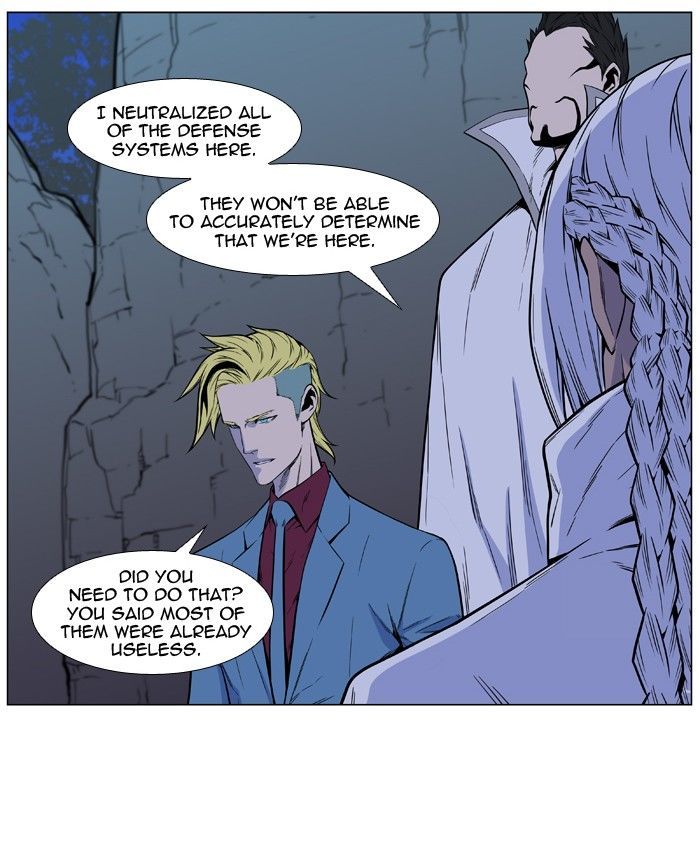 I NEUTRALIZED ALL
OF THE DEFENSE
SYSTEMS HERE.
THEY WON'T BE ABLE
TO ACCURATELY DETERMINE
THAT WE'RE HERE.
DID YOU
NEED TO DO THAT?
YOU SAID MOST OF
THEM WERE ALREADY
USELESS.